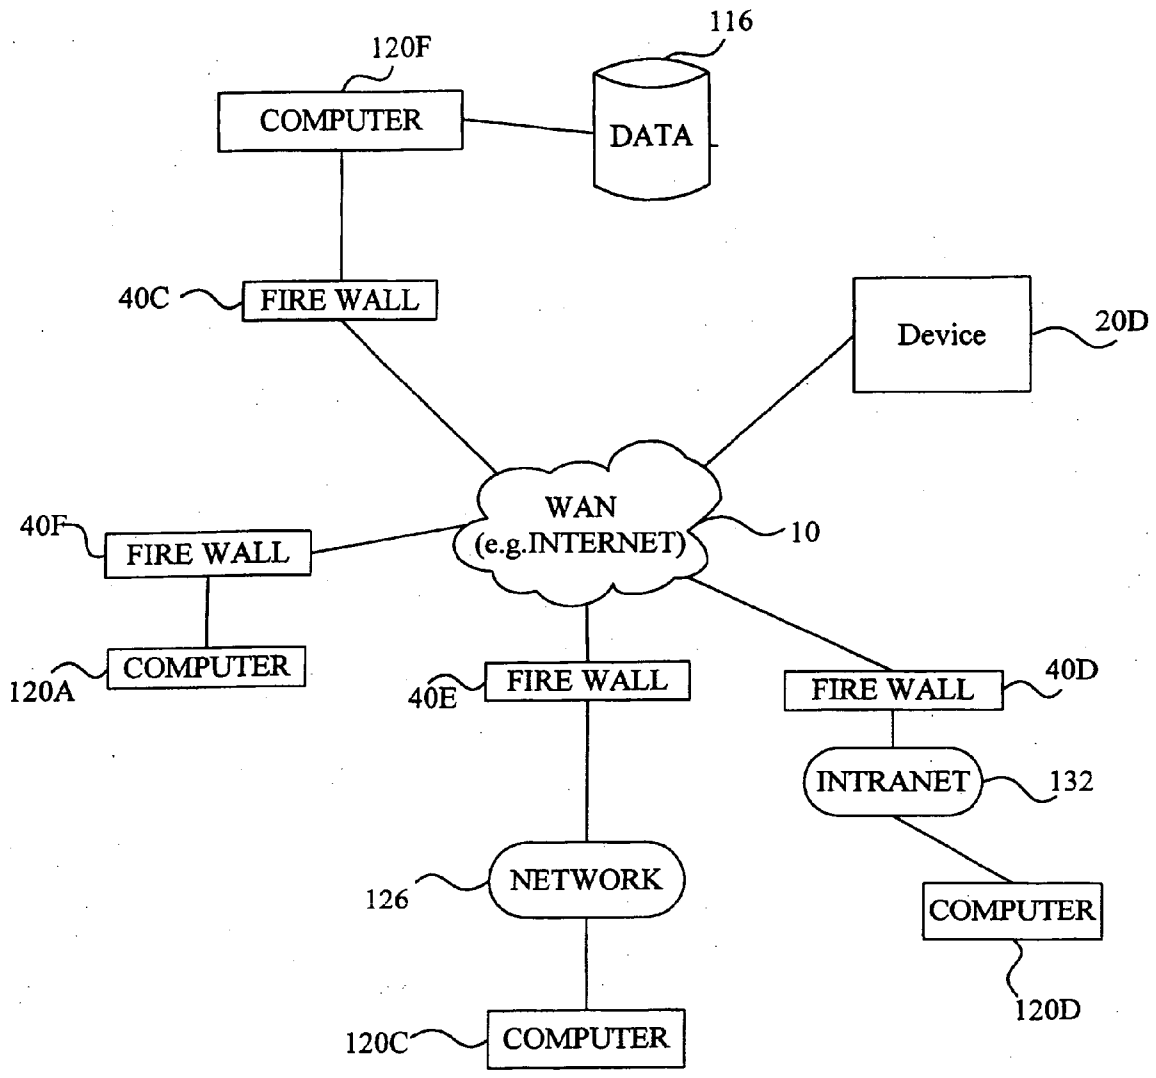 116
120F
COMPUTER
DATA
40C
FIRE WALL
Device
20D
WAN
(e.g.INTERNET)
10
40F
FIRE WALL
COMPUTER
120A
FIRE WALL
40E
FIRE WALL
40D
INTRANET
132
NETWORK
126
COMPUTER
120D
120C
COMPUTER